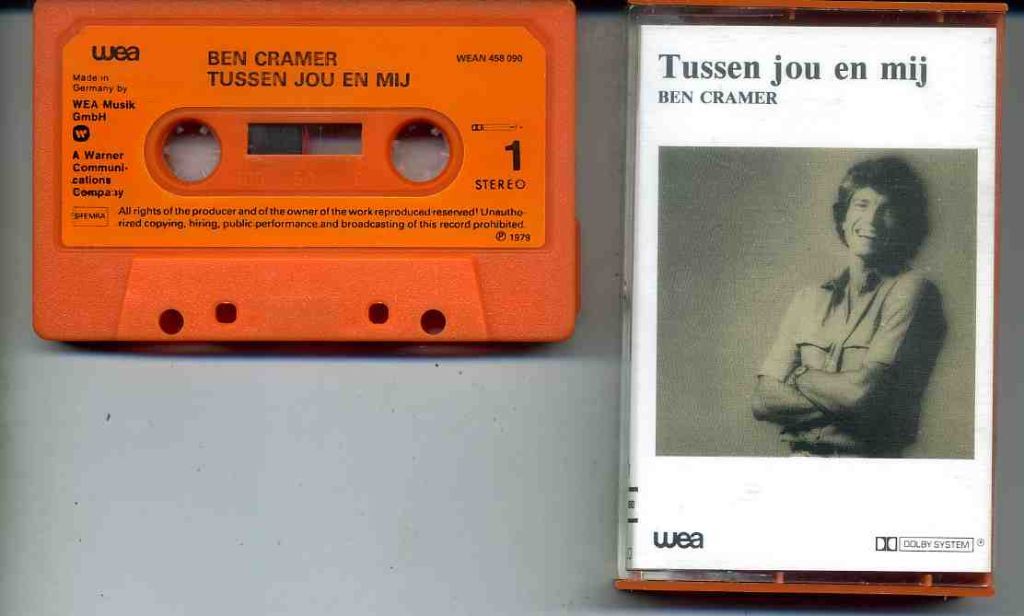 wea
BEN CRAMER
TUSSEN JOU EN MIJ
WEAN 458 090
Made in
Germany by
WEA Musik
GmbH
A Warner
Communi-
cations
Company
1
STEREO
STEMRA
All rights of the producer and of the owner of the work reproduced reserved! Unautho-
rized copying, hiring, public performance and broadcasting of this record prohibited.
℗ 1979
Tussen jou en mij
BEN CRAMER
wea
DOLBY SYSTEM ®